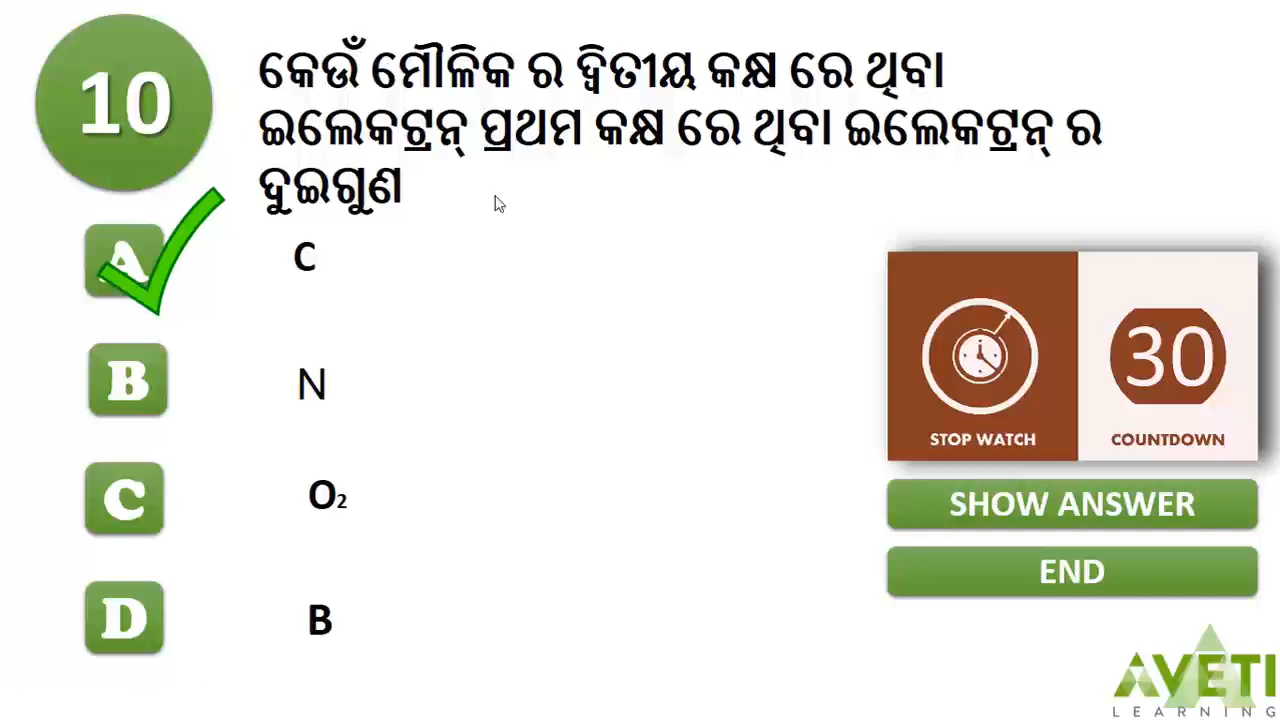 10
କେଉଁ ମୌଳିକ ର ଦ୍ୱିତୀୟ କକ୍ଷ ରେ ଥିବା
ଇଲେକଟ୍ରନ୍ ପ୍ରଥମ କକ୍ଷ ରେ ଥିବା ଇଲେକଟ୍ରନ୍ ର
ଦୁଇଗୁଣ
A C
B N
C O₂
D B
30
STOP WATCH
COUNTDOWN
SHOW ANSWER
END
AVETI
LEARNING